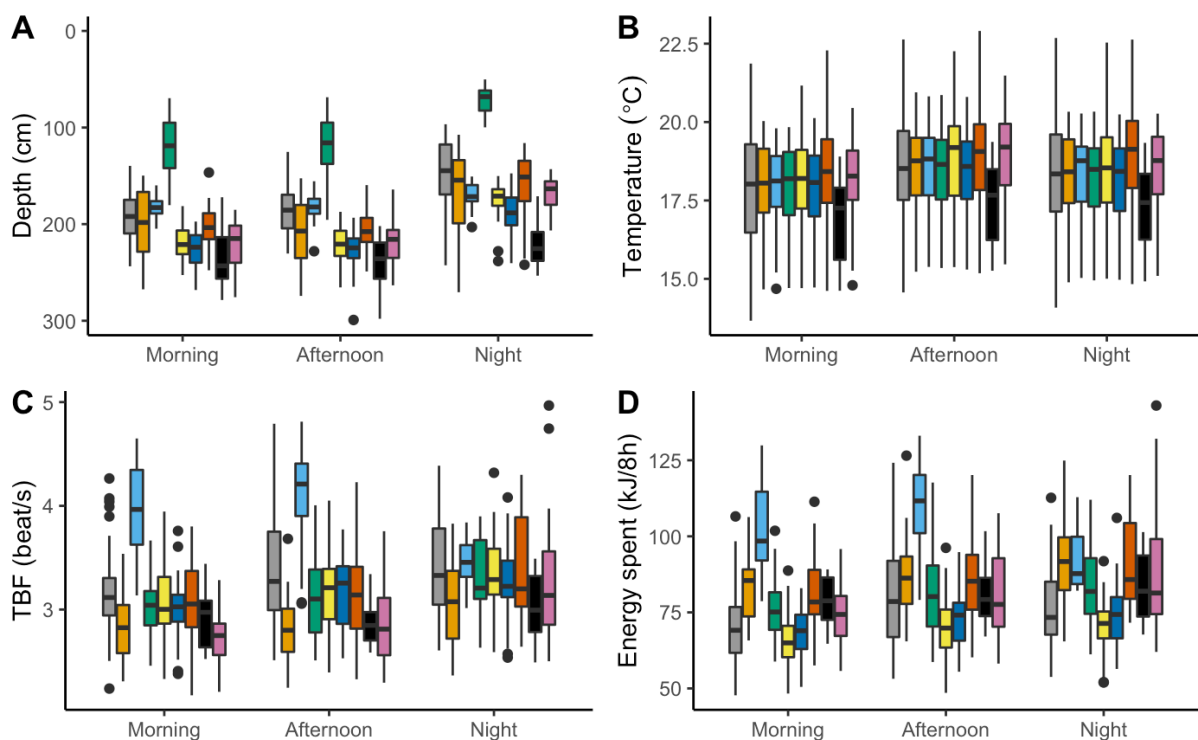 A
Depth (cm)
0
100
200
300
Morning Afternoon Night
B
Temperature (°C)
22.5
20.0
17.5
15.0
Morning Afternoon Night
C
TBF (beat/s)
5
4
3
Morning Afternoon Night
D
Energy spent (kJ/8h)
125
100
75
50
Morning Afternoon Night